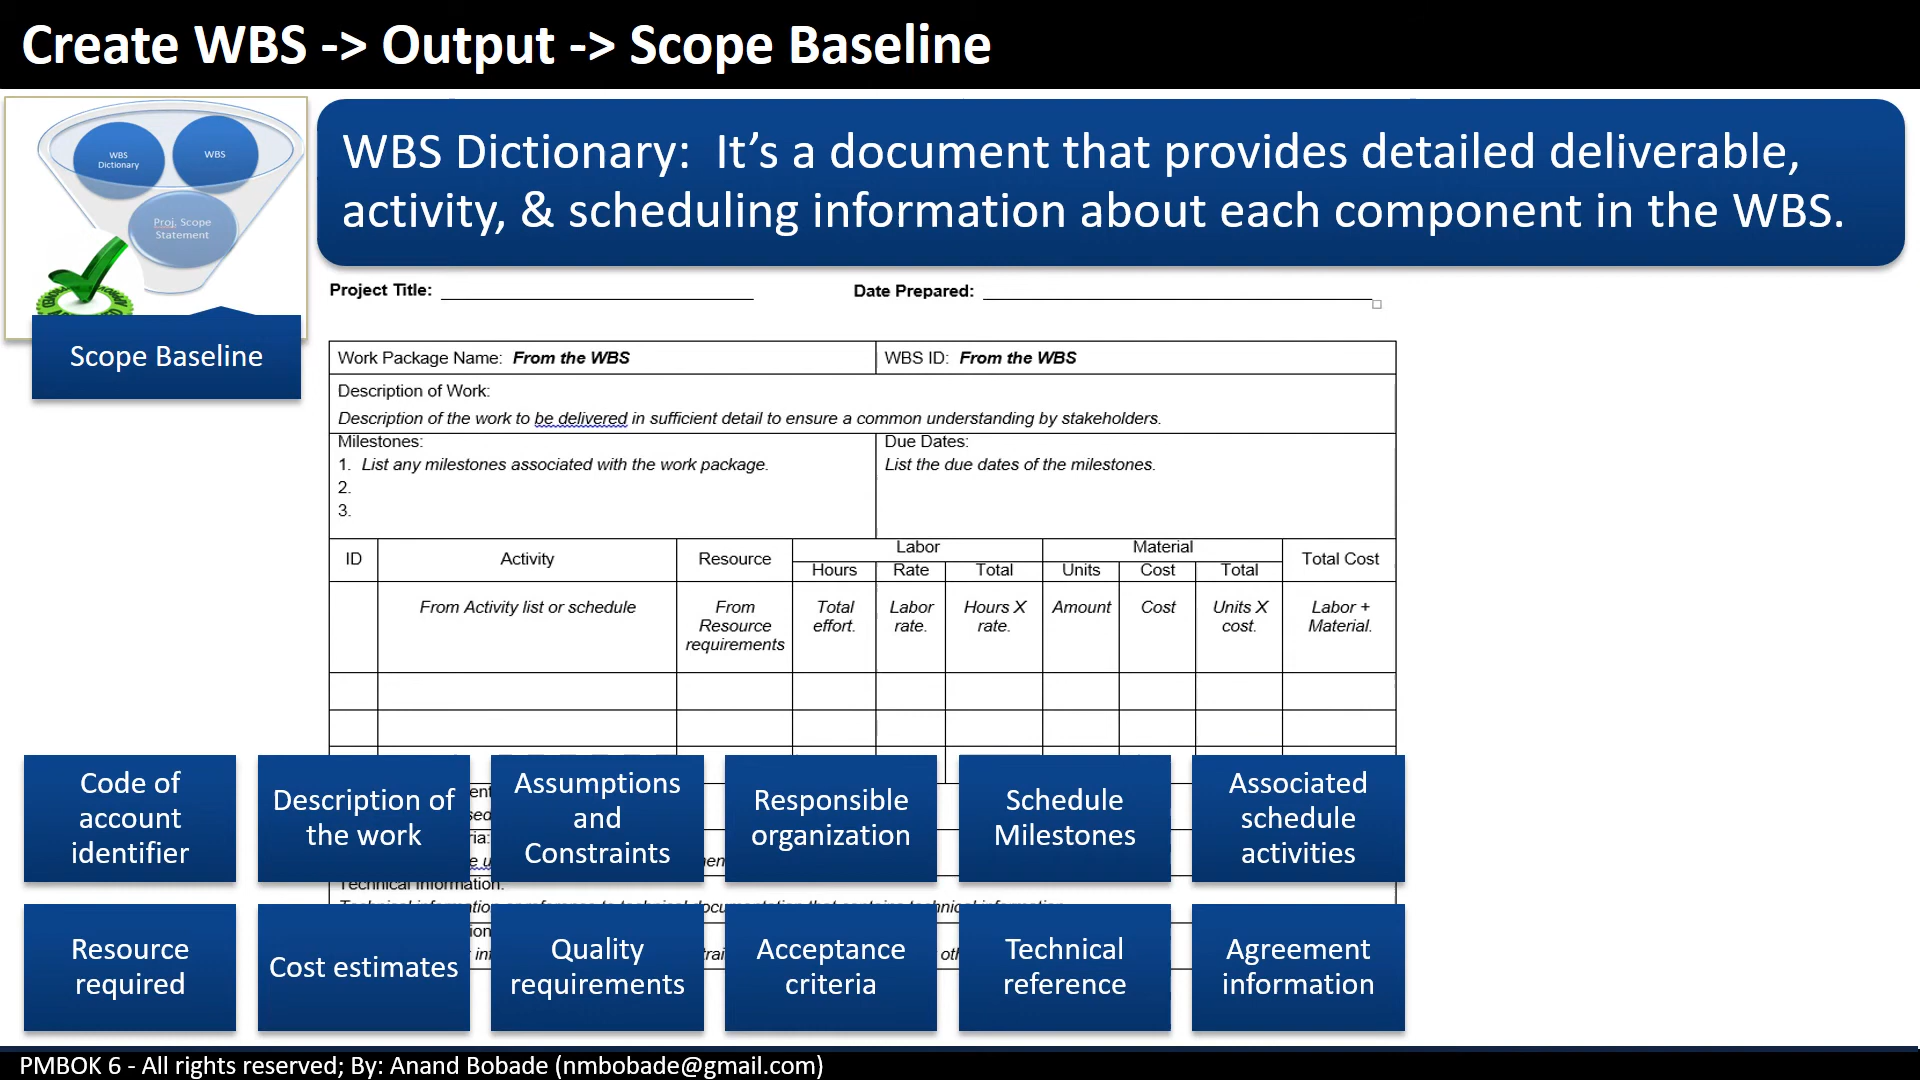 Create WBS -> Output -> Scope Baseline
WBS
Dictionary
WBS
Proj. Scope
Statement
Scope Baseline
WBS Dictionary:  It’s a document that provides detailed deliverable,
activity, & scheduling information about each component in the WBS.
Project Title:
Date Prepared:
Work Package Name: From the WBS
WBS ID: From the WBS
Description of Work:
Description of the work to be delivered in sufficient detail to ensure a common understanding by stakeholders.
Milestones:
1. List any milestones associated with the work package.
2.
3.
Due Dates:
List the due dates of the milestones.
ID
Activity
Resource
Labor
Material
Total Cost
Hours
Rate
Total
Units
Cost
Total
From Activity list or schedule
From
Resource
requirements
Total
effort.
Labor
rate.
Hours X
rate.
Amount
Cost
Units X
cost.
Labor +
Material.
Code of
account
identifier
Description of
the work
Assumptions
and
Constraints
Responsible
organization
Schedule
Milestones
Associated
schedule
activities
Technical Information:
Resource
required
Cost estimates
Quality
requirements
Acceptance
criteria
Technical
reference
Agreement
information
PMBOK 6 - All rights reserved; By: Anand Bobade (nmbobade@gmail.com)